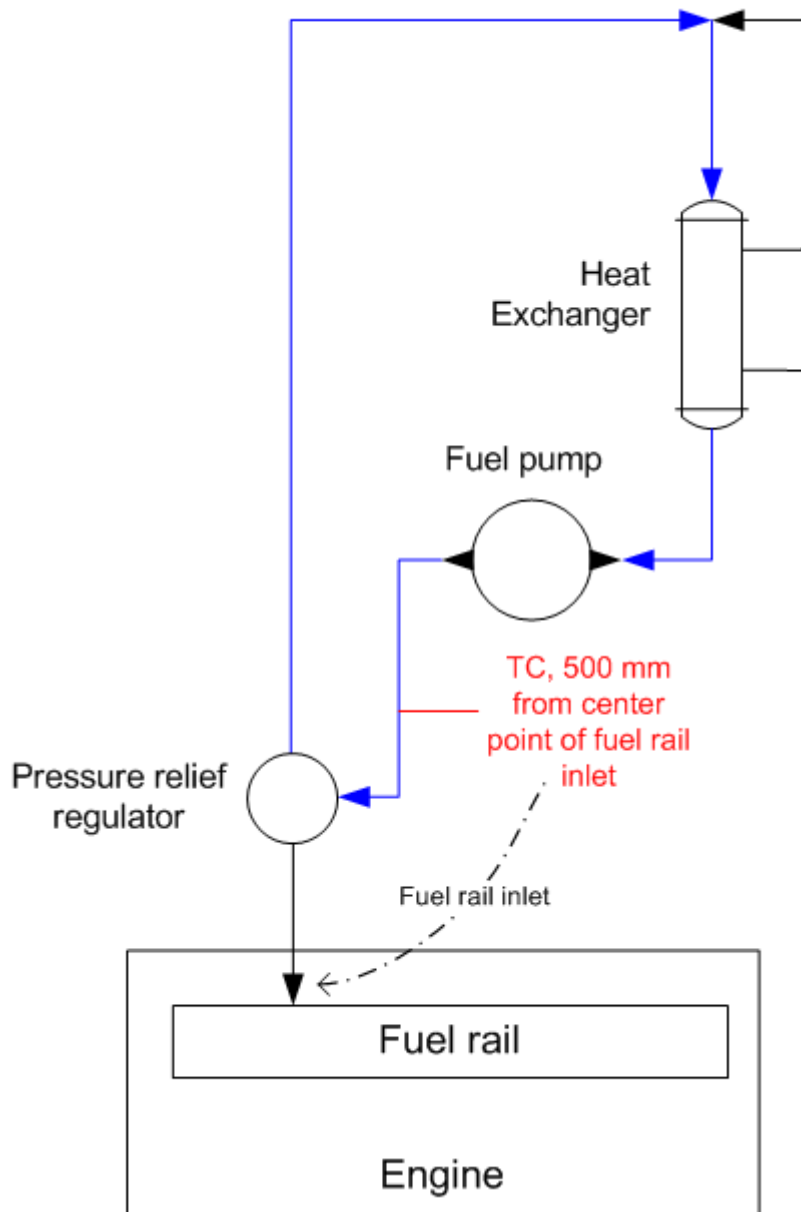 Heat
Exchanger
Fuel pump
TC, 500 mm
from center
point of fuel rail
inlet
Pressure relief
regulator
Fuel rail inlet
Fuel rail
Engine